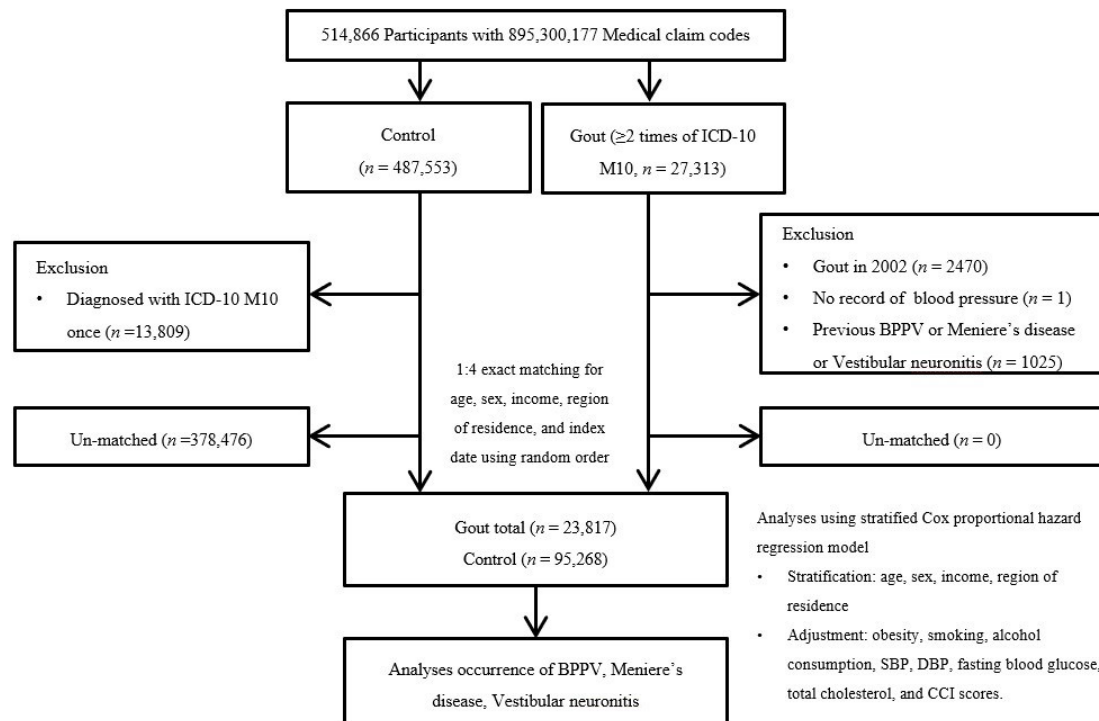 514,866 Participants with 895,300,177 Medical claim codes
Control
(n = 487,553)
Gout (≥2 times of ICD-10
M10, n = 27,313)
Exclusion
• Diagnosed with ICD-10 M10
once (n =13,809)
Exclusion
• Gout in 2002 (n = 2470)
• No record of blood pressure (n = 1)
• Previous BPPV or Meniere’s disease
or Vestibular neuronitis (n = 1025)
1:4 exact matching for
age, sex, income, region
of residence, and index
date using random order
Un-matched (n =378,476)
Un-matched (n = 0)
Gout total (n = 23,817)
Control (n = 95,268)
Analyses using stratified Cox proportional hazard
regression model
• Stratification: age, sex, income, region of
residence
• Adjustment: obesity, smoking, alcohol
consumption, SBP, DBP, fasting blood glucose,
total cholesterol, and CCI scores.
Analyses occurrence of BPPV, Meniere’s
disease, Vestibular neuronitis